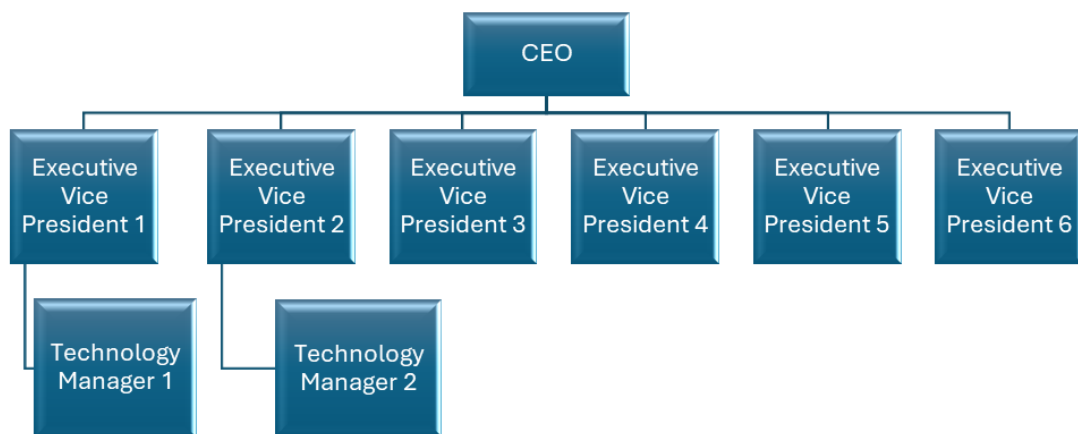 CEO
Executive
Vice
President 1
Executive
Vice
President 2
Executive
Vice
President 3
Executive
Vice
President 4
Executive
Vice
President 5
Executive
Vice
President 6
Technology
Manager 1
Technology
Manager 2